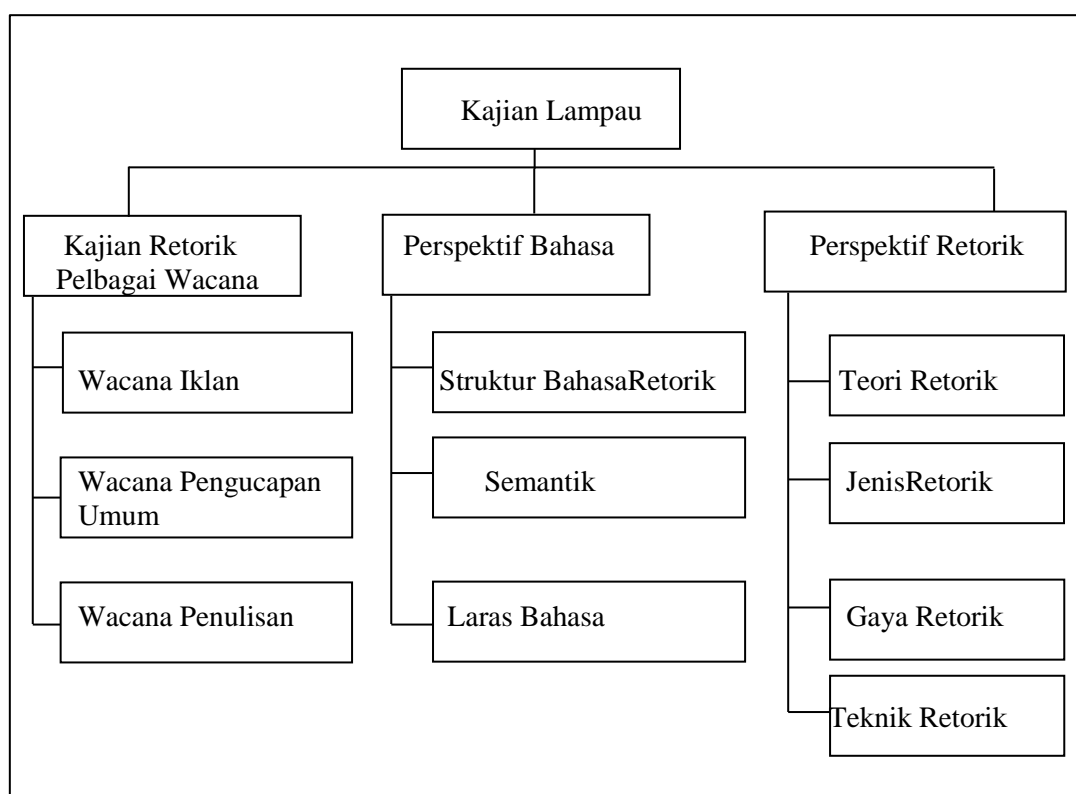 Kajian Lampau
Kajian Retorik
Pelbagai Wacana
Wacana Iklan
Wacana Pengucapan
Umum
Wacana Penulisan
Perspektif Bahasa
Struktur BahasaRetorik
Semantik
Laras Bahasa
Perspektif Retorik
Teori Retorik
JenisRetorik
Gaya Retorik
Teknik Retorik